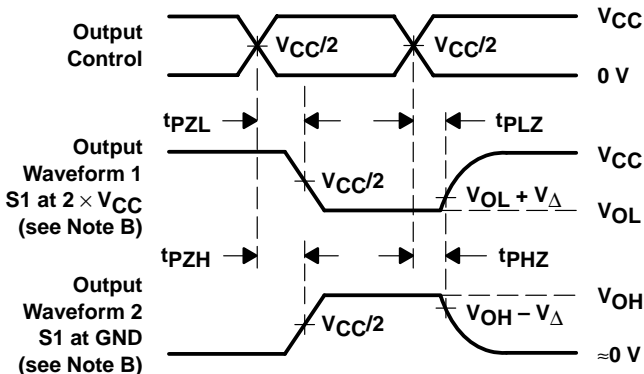 Output
Control
VCC/2
VCC/2
VCC
0 V
tPZL
tPLZ
Output
Waveform 1
S1 at 2 × VCC
(see Note B)
VCC/2
VCC
VOL + VΔ
VOL
tPZH
tPHZ
Output
Waveform 2
S1 at GND
(see Note B)
VCC/2
VOH
VOH – VΔ
≈0 V